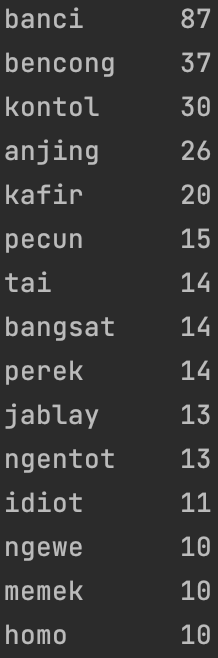 banci 87
bencong 37
kontol 30
anjing 26
kafir 20
pecun 15
tai 14
bangsat 14
perek 14
jablay 13
ngentot 13
idiot 11
ngewe 10
memek 10
homo 10